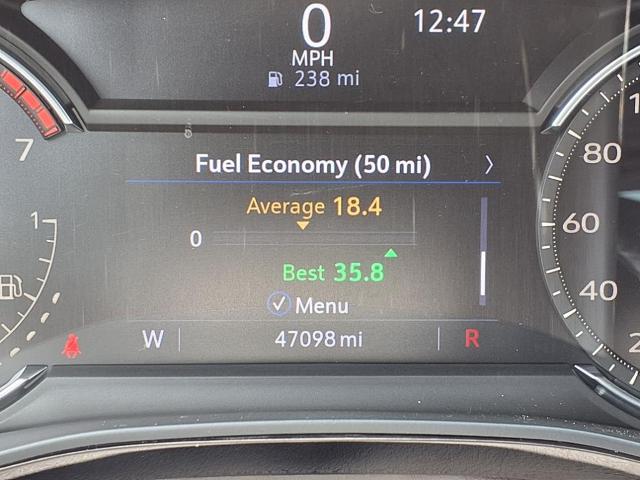 0
12:47
MPH
238 mi
7
Fuel Economy (50 mi)
80
Average 18.4
1
0
60
Best 35.8
40
Menu
W
47098 mi
R